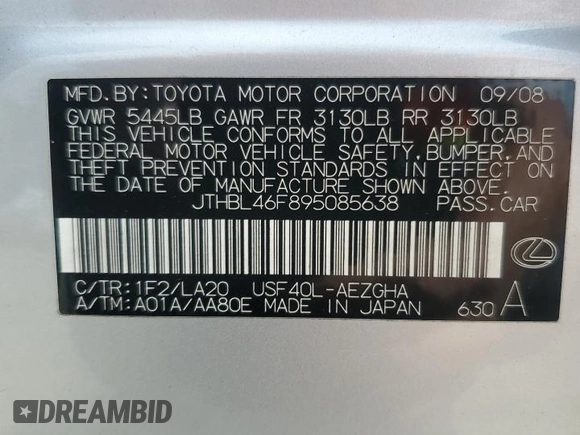 MFD. BY: TOYOTA MOTOR CORPORATION 09/08
GVWR 5445LB GAWR FR 3130LB RR 3130LB
THIS VEHICLE CONFORMS TO ALL APPLICABLE
FEDERAL MOTOR VEHICLE SAFETY, BUMPER, AND
THEFT PREVENTION STANDARDS IN EFFECT ON
THE DATE OF MANUFACTURE SHOWN ABOVE.
JTHBL46F895085638 PASS. CAR
C/TR: 1F2/LA20 USF40L-AEZGHA
A/TM: A01A/AA80E MADE IN JAPAN 630 A
DREAMBID